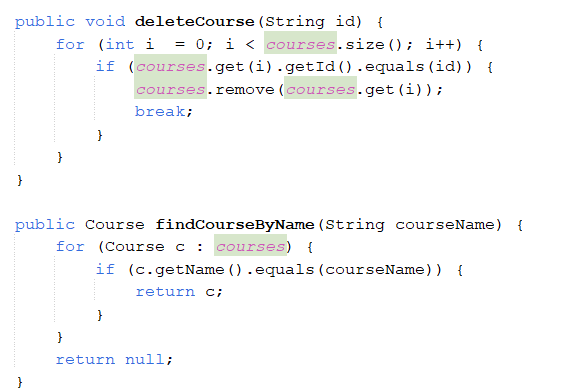 public void deleteCourse(String id) {
    for (int i  = 0; i < courses.size(); i++) {
        if (courses.get(i).getId().equals(id)) {
            courses.remove(courses.get(i));
            break;
        }
    }
}

public Course findCourseByName(String courseName) {
    for (Course c : courses) {
        if (c.getName().equals(courseName)) {
            return c;
        }
    }
    return null;
}